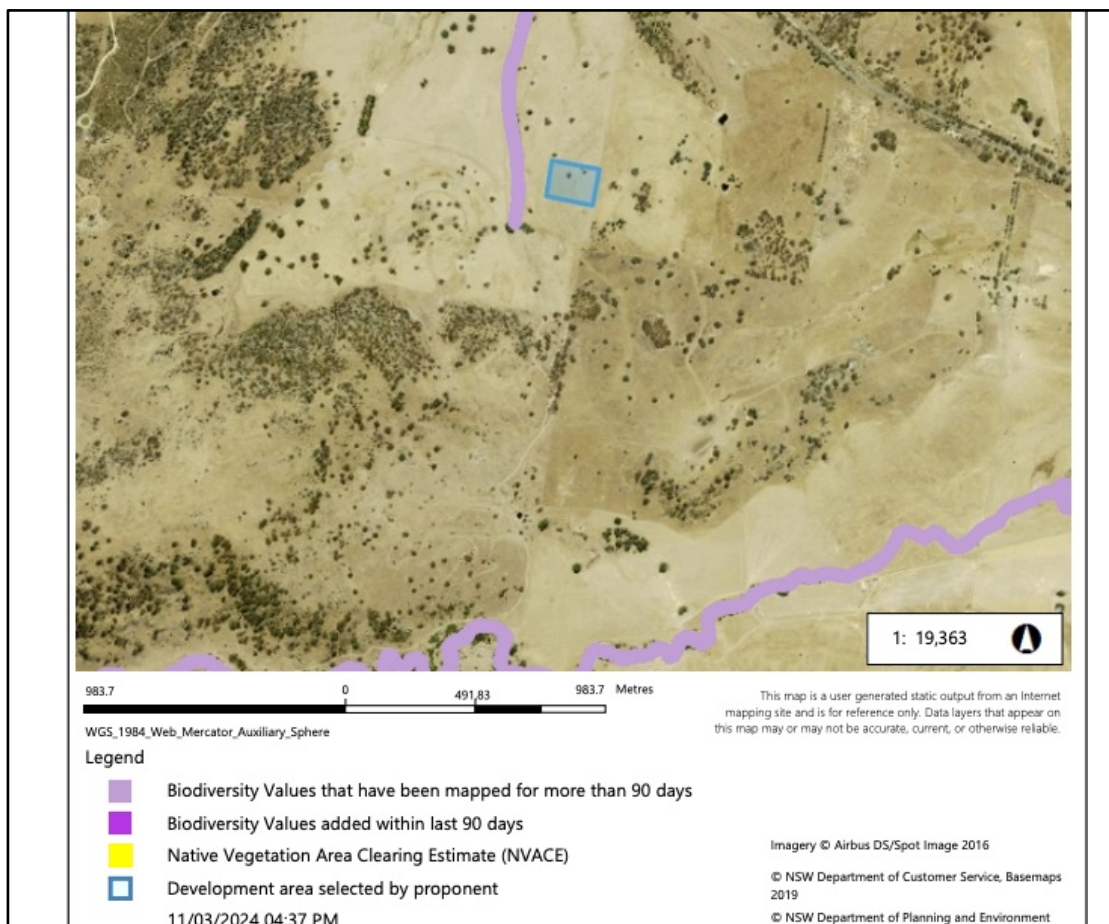 1: 19,363
983.7 0 491.83 983.7 Metres
WGS_1984_Web_Mercator_Auxiliary_Sphere
This map is a user generated static output from an Internet
mapping site and is for reference only. Data layers that appear on
this map may or may not be accurate, current, or otherwise reliable.
Legend
Biodiversity Values that have been mapped for more than 90 days
Biodiversity Values added within last 90 days
Native Vegetation Area Clearing Estimate (NVACE)
Development area selected by proponent
11/03/2024 04:37 PM
Imagery © Airbus DS/Spot Image 2016
© NSW Department of Customer Service, Basemaps
2019
© NSW Department of Planning and Environment